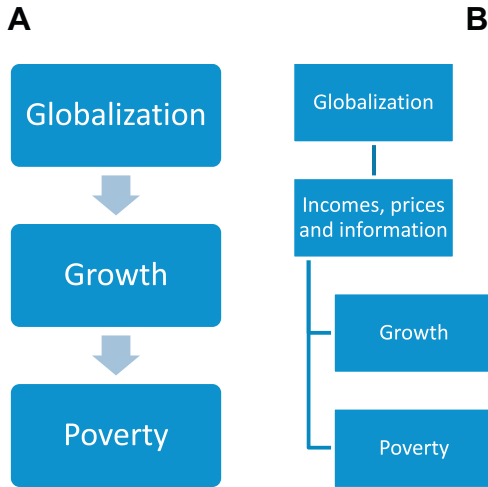 A
B
Globalization
Growth
Poverty
Globalization
Incomes, prices
and information
Growth
Poverty